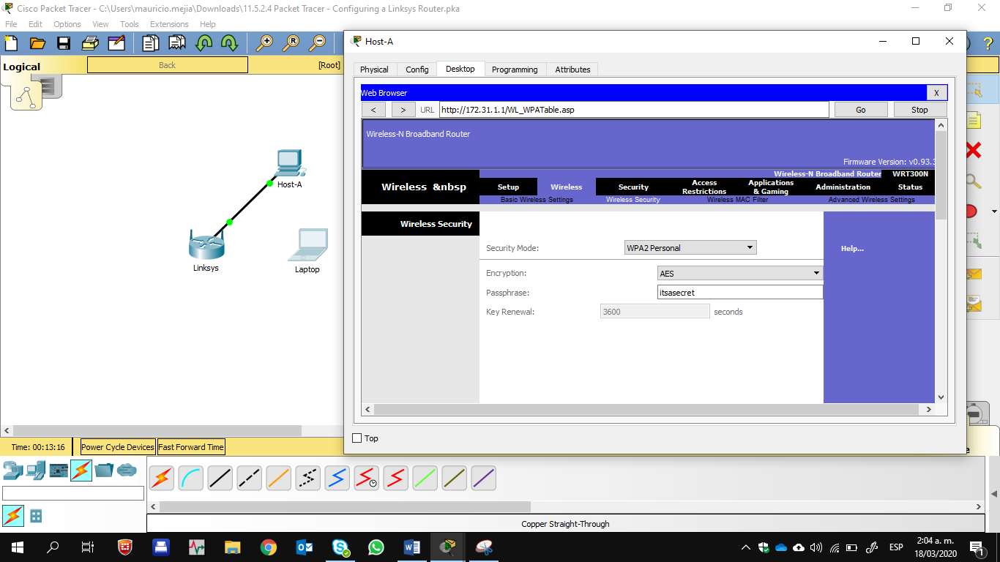 Cisco Packet Tracer - C:\Users\mauricio.mejia\Downloads\11.5.2.4 Packet Tracer - Configuring a Linksys Router.pka
File Edit Options View Tools Extensions Help
Logical
Back
[Root]
Host-A
Linksys
Laptop
Host-A
Physical Config Desktop Programming Attributes
Web Browser X
< > URL http://172.31.1.1/WL_WPATable.asp Go Stop
Wireless-N Broadband Router
Firmware Version: v0.93.3
Wireless-N Broadband Router WRT300N
Wireless &nbsp
Setup Wireless Security Access Restrictions Applications & Gaming Administration Status
Basic Wireless Settings Wireless Security Wireless MAC Filter Advanced Wireless Settings
Wireless Security
Security Mode: WPA2 Personal
Help...
Encryption: AES
Passphrase: itsasecret
Key Renewal: 3600 seconds
Top
Time: 00:13:16 Power Cycle Devices Fast Forward Time
Copper Straight-Through
ESP
2:04 a. m.
18/03/2020
1